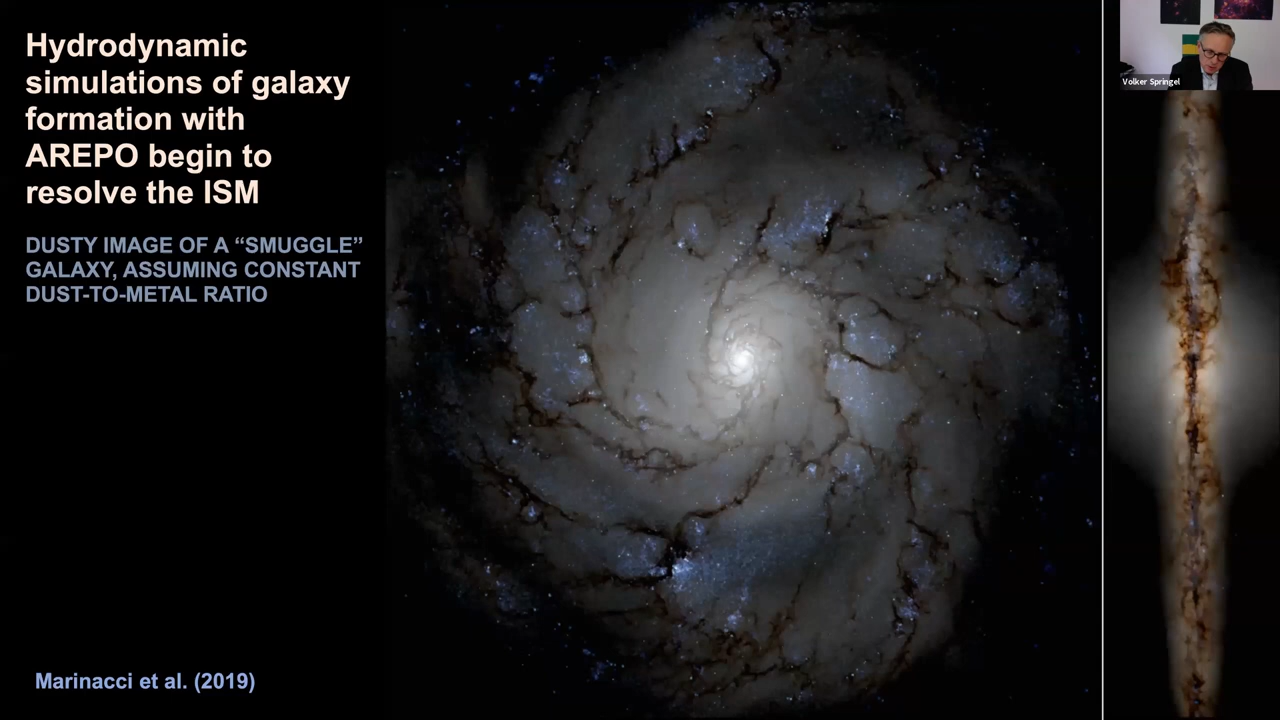 Hydrodynamic
simulations of galaxy
formation with
AREPO begin to
resolve the ISM
DUSTY IMAGE OF A “SMUGGLE”
GALAXY, ASSUMING CONSTANT
DUST-TO-METAL RATIO
Marinacci et al. (2019)
Volker Springel